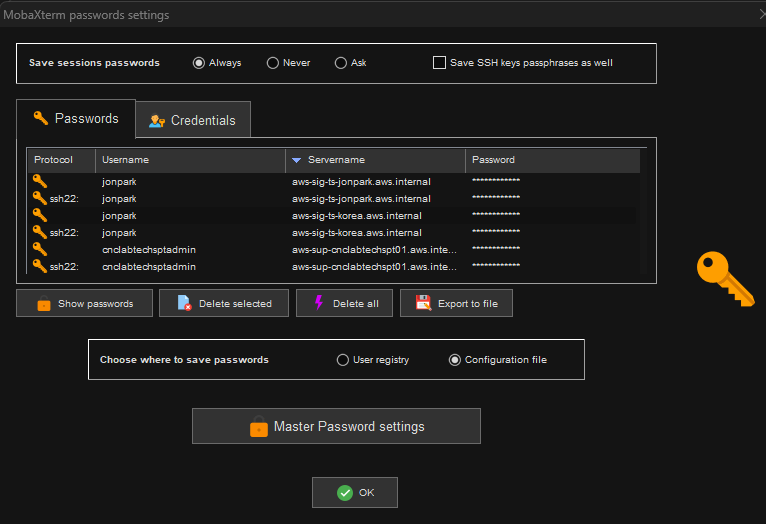 MobaXterm passwords settings
Save sessions passwords Always Never Ask Save SSH keys passphrases as well
Passwords Credentials
Protocol Username Servername Password
jonpark aws-sig-ts-jonpark.aws.internal ************
ssh22: jonpark aws-sig-ts-jonpark.aws.internal ************
jonpark aws-sig-ts-korea.aws.internal ************
ssh22: jonpark aws-sig-ts-korea.aws.internal ************
cnclabtechsptadmin aws-sup-cnclabtechspt01.aws.inte... ************
ssh22: cnclabtechsptadmin aws-sup-cnclabtechspt01.aws.inte... ************
Show passwords Delete selected Delete all Export to file
Choose where to save passwords User registry Configuration file
Master Password settings
OK